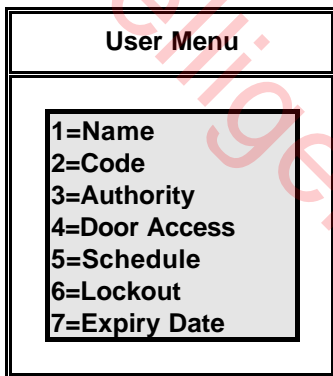 User Menu
1=Name
2=Code
3=Authority
4=Door Access
5=Schedule
6=Lockout
7=Expiry Date